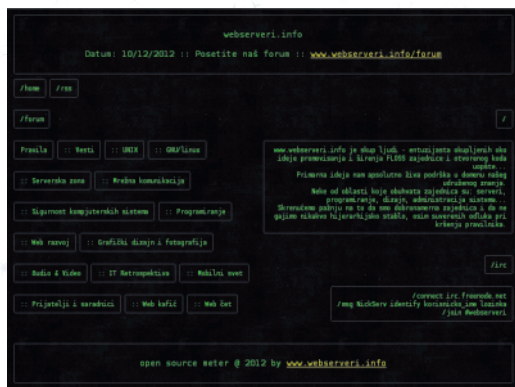 webserveri.info
Datum: 10/12/2012 :: Posetite naš forum :: www.webserveri.info/forum
/home
/rss
/forum
/
Pravila
:: Vesti
:: UNIX
:: GNU/linux
:: Serverska zona
:: Mrežna komunikacija
:: Sigurnost kompjuterskih sistema
:: Programiranje
:: Web razvoj
:: Grafički dizajn i fotografija
:: Audio & Video
:: IT Retrospektiva
:: Mobilni svet
:: Prijatelji i saradnici
:: Web kafić
:: Web čet
www.webserveri.info je skup ljudi - entuzijasta okupljenih oko
ideje promovisanja i širenja FLOSS zajednice i otvorenog koda
uopšte...
Primarna ideja nam apsolutno živa podrška u domenu našeg
udruženog znanja.
Neke od oblasti koje obuhvata zajednica su: serveri,
programiranje, dizajn, administracija sistema...
Skrenućemo pažnju na to da smo dobronamerna zajednica i da ne
gajimo nikakvo hijerarhijsko stablo, osim suverenih odluka pri
kršenju pravilnika.
/irc
/connect irc.freenode.net
/msg NickServ identify korisnicko_ime lozinka
/join #webserveri
open source meter @ 2012 by www.webserveri.info